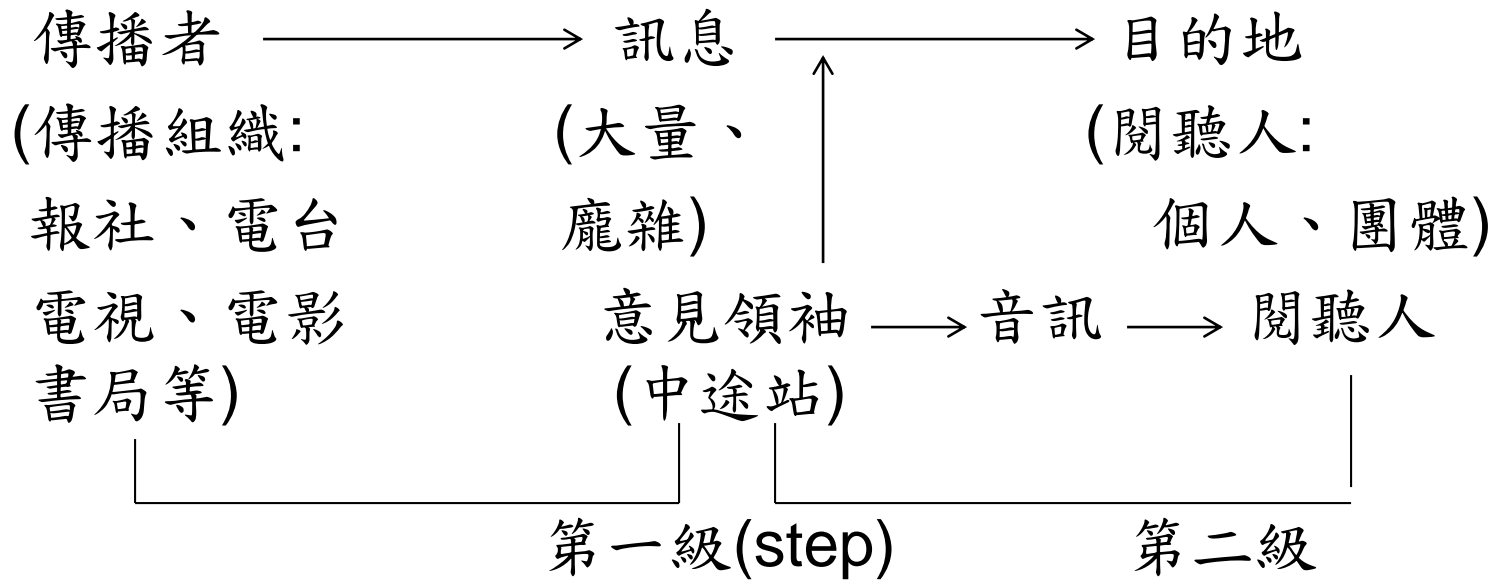 傳播者 訊息 目的地
(傳播組織: (大量、 (閱聽人:
報社、電台 龐雜) 個人、團體)
電視、電影 意見領袖 音訊 閱聽人
書局等) (中途站)
第一級(step) 第二級